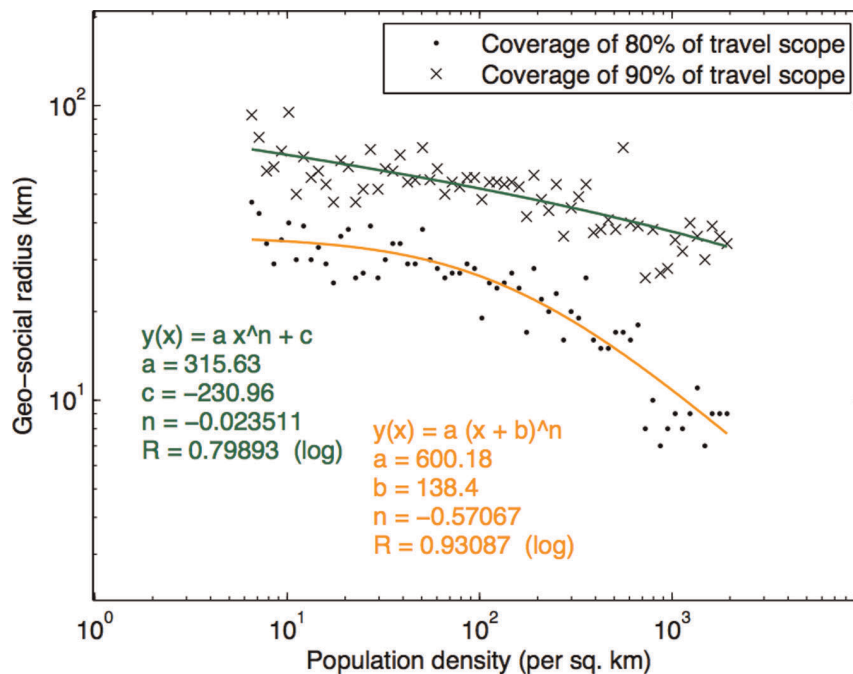 Coverage of 80% of travel scope
Coverage of 90% of travel scope
10^2
10^1
Geo−social radius (km)
y(x) = a x^n + c
a = 315.63
c = −230.96
n = −0.023511
R = 0.79893 (log)
y(x) = a (x + b)^n
a = 600.18
b = 138.4
n = −0.57067
R = 0.93087 (log)
10^0 10^1 10^2 10^3
Population density (per sq. km)